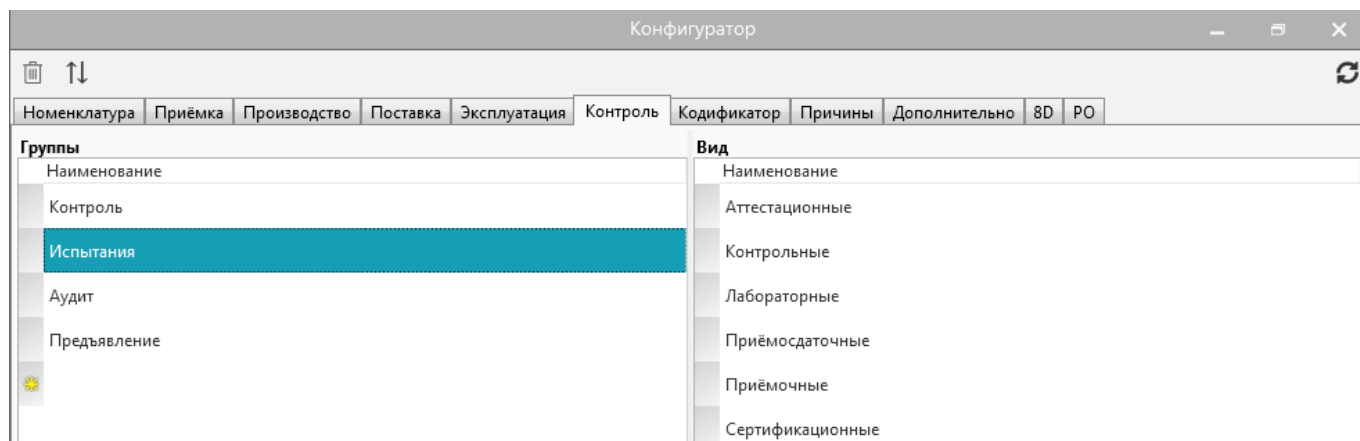 Конфигуратор
Номенклатура Приёмка Производство Поставка Эксплуатация Контроль Кодификатор Причины Дополнительно 8D РО
Группы
Наименование
Контроль
Испытания
Аудит
Предъявление
Вид
Наименование
Аттестационные
Контрольные
Лабораторные
Приёмосдаточные
Приёмочные
Сертификационные